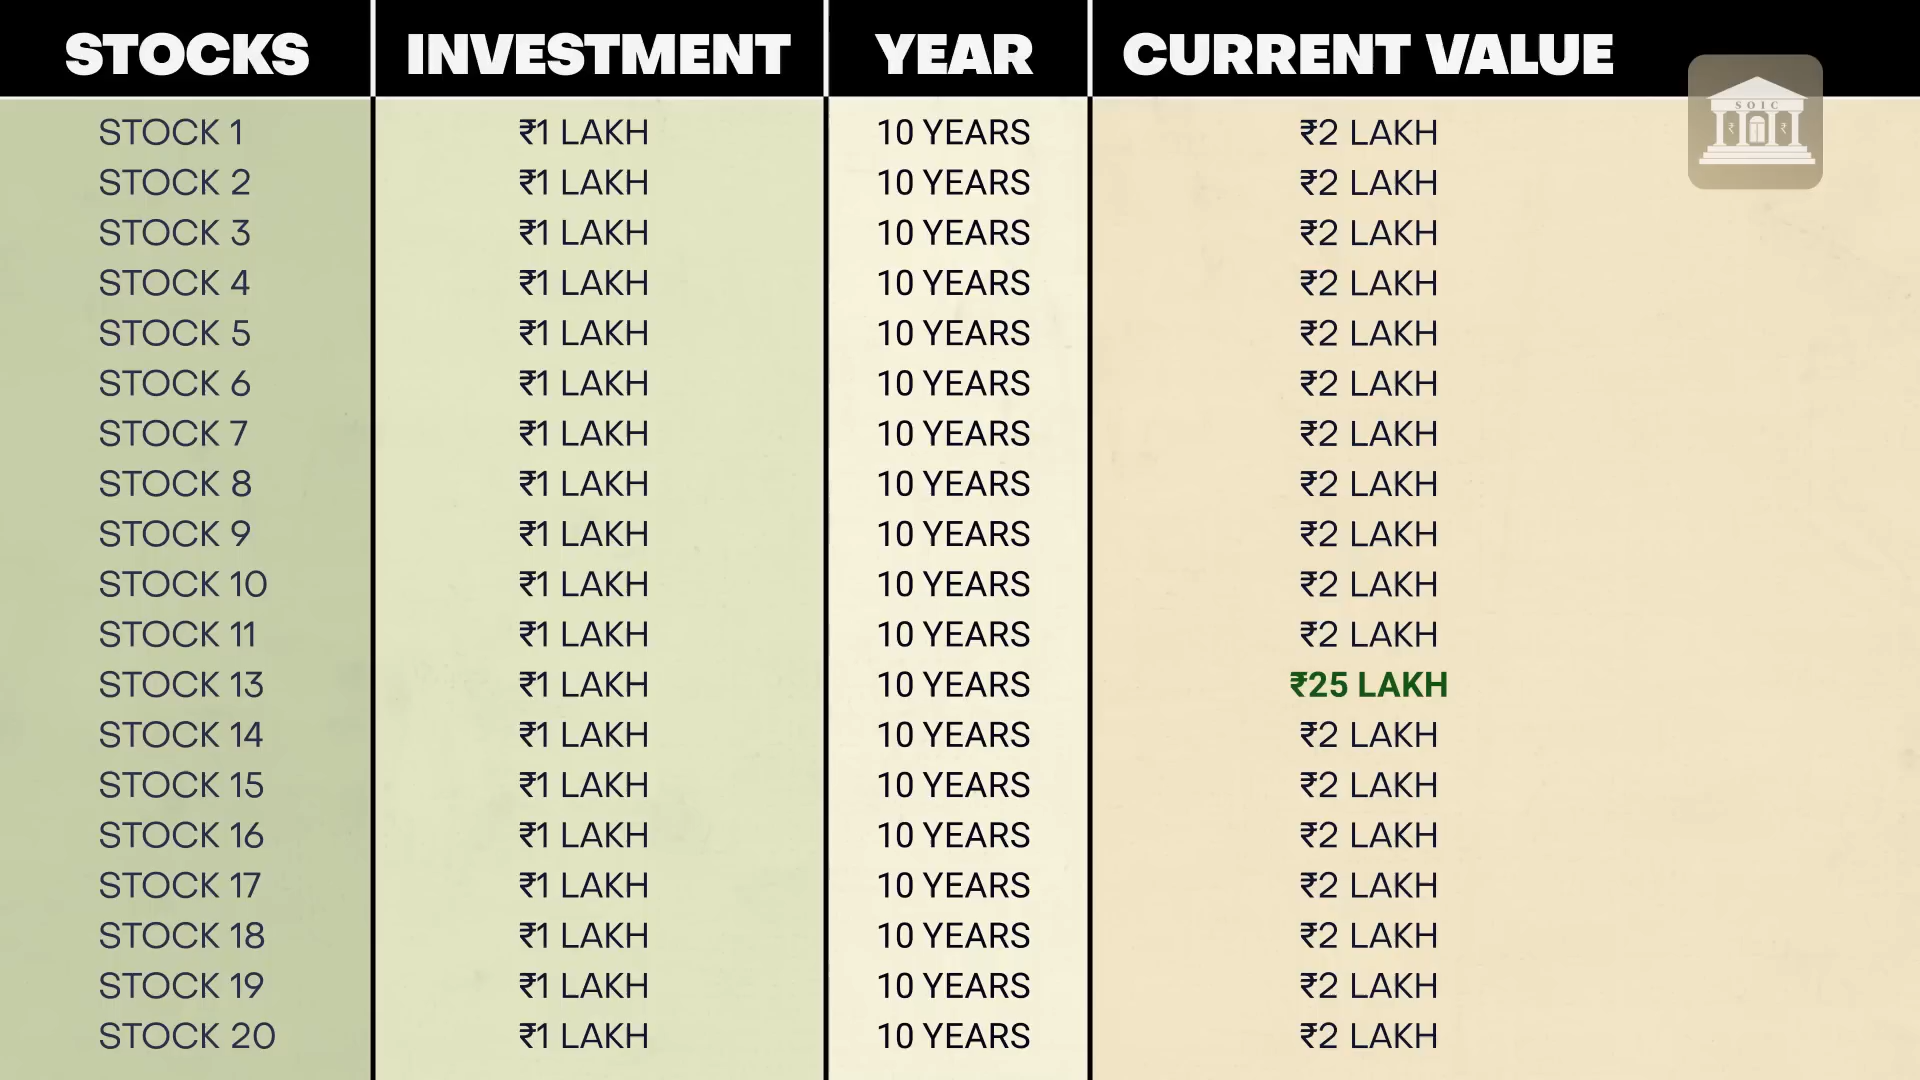 STOCKS INVESTMENT YEAR CURRENT VALUE
SOIC
STOCK 1 ₹1 LAKH 10 YEARS ₹2 LAKH
STOCK 2 ₹1 LAKH 10 YEARS ₹2 LAKH
STOCK 3 ₹1 LAKH 10 YEARS ₹2 LAKH
STOCK 4 ₹1 LAKH 10 YEARS ₹2 LAKH
STOCK 5 ₹1 LAKH 10 YEARS ₹2 LAKH
STOCK 6 ₹1 LAKH 10 YEARS ₹2 LAKH
STOCK 7 ₹1 LAKH 10 YEARS ₹2 LAKH
STOCK 8 ₹1 LAKH 10 YEARS ₹2 LAKH
STOCK 9 ₹1 LAKH 10 YEARS ₹2 LAKH
STOCK 10 ₹1 LAKH 10 YEARS ₹2 LAKH
STOCK 11 ₹1 LAKH 10 YEARS ₹2 LAKH
STOCK 13 ₹1 LAKH 10 YEARS ₹25 LAKH
STOCK 14 ₹1 LAKH 10 YEARS ₹2 LAKH
STOCK 15 ₹1 LAKH 10 YEARS ₹2 LAKH
STOCK 16 ₹1 LAKH 10 YEARS ₹2 LAKH
STOCK 17 ₹1 LAKH 10 YEARS ₹2 LAKH
STOCK 18 ₹1 LAKH 10 YEARS ₹2 LAKH
STOCK 19 ₹1 LAKH 10 YEARS ₹2 LAKH
STOCK 20 ₹1 LAKH 10 YEARS ₹2 LAKH